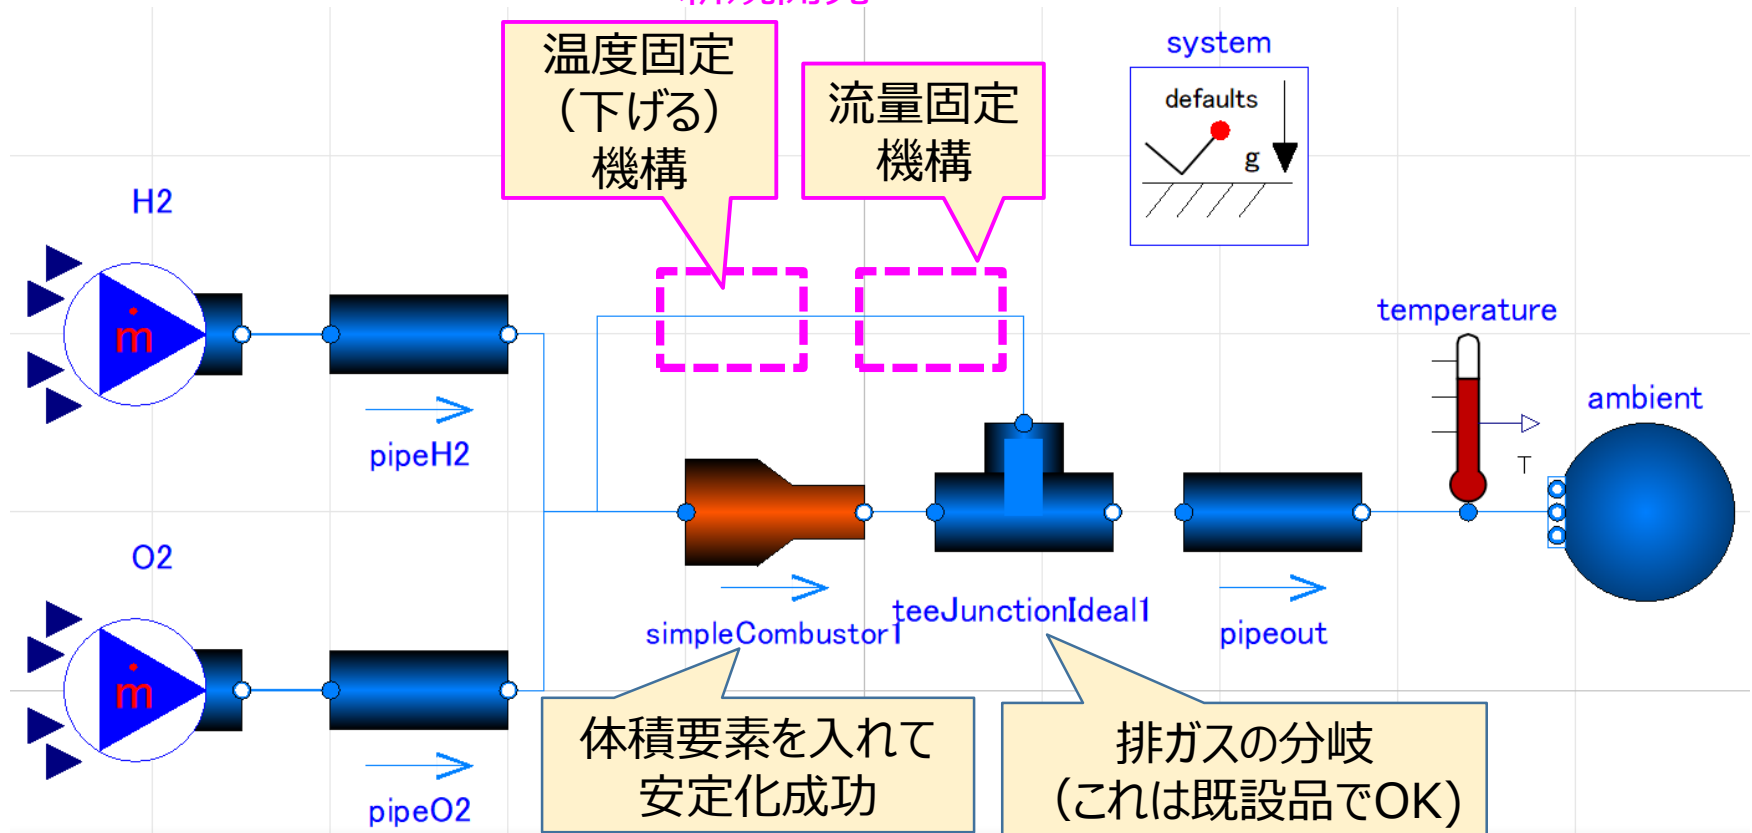 温度固定
（下げる）
機構
流量固定
機構
system
defaults
g
H2
ṁ
pipeH2
temperature
T
ambient
O2
ṁ
pipeO2
simpleCombustor1
teeJunctionIdeal1
pipeout
体積要素を入れて
安定化成功
排ガスの分岐
（これは既設品でOK）